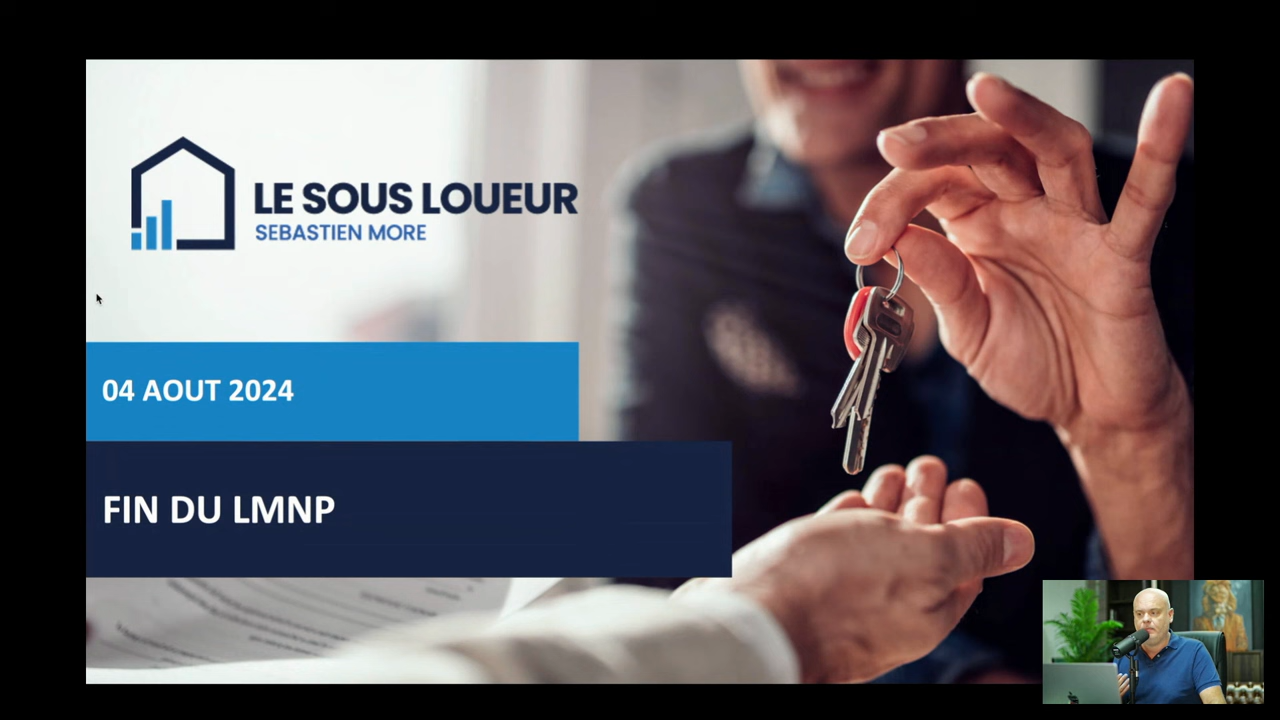 LE SOUS LOUEUR
SEBASTIEN MORE
04 AOUT 2024
FIN DU LMNP